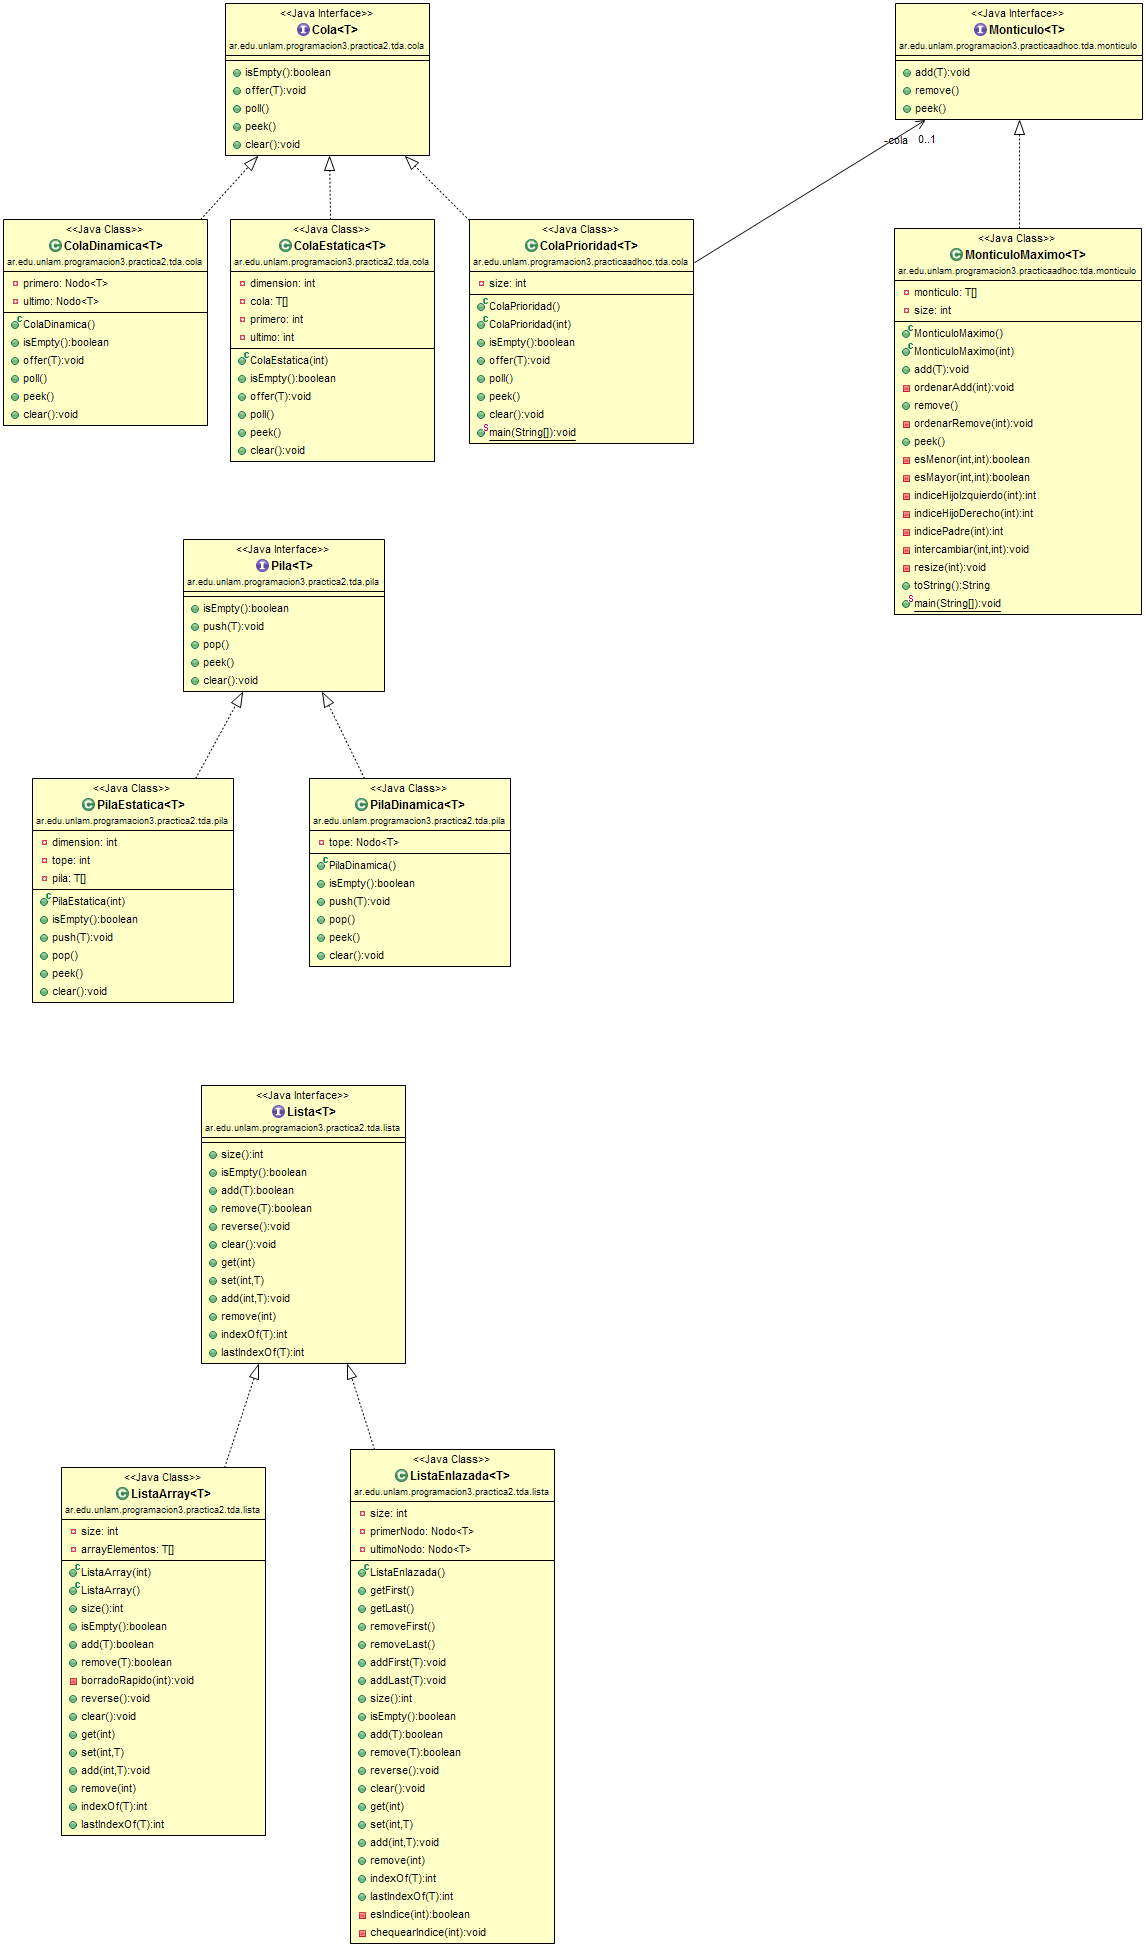 <<Java Interface>>
Cola<T>
ar.edu.unlam.programacion3.practica2.tda.cola
isEmpty():boolean
offer(T):void
poll()
peek()
clear():void
<<Java Interface>>
Monticulo<T>
ar.edu.unlam.programacion3.practicaadhoc.tda.monticulo
add(T):void
remove()
peek()
-cola 0..1
<<Java Class>>
ColaDinamica<T>
ar.edu.unlam.programacion3.practica2.tda.cola
primero: Nodo<T>
ultimo: Nodo<T>
ColaDinamica()
isEmpty():boolean
offer(T):void
poll()
peek()
clear():void
<<Java Class>>
ColaEstatica<T>
ar.edu.unlam.programacion3.practica2.tda.cola
dimension: int
cola: T[]
primero: int
ultimo: int
ColaEstatica(int)
isEmpty():boolean
offer(T):void
poll()
peek()
clear():void
<<Java Class>>
ColaPrioridad<T>
ar.edu.unlam.programacion3.practicaadhoc.tda.cola
size: int
ColaPrioridad()
ColaPrioridad(int)
isEmpty():boolean
offer(T):void
poll()
peek()
clear():void
main(String[]):void
<<Java Class>>
MonticuloMaximo<T>
ar.edu.unlam.programacion3.practicaadhoc.tda.monticulo
monticulo: T[]
size: int
MonticuloMaximo()
MonticuloMaximo(int)
add(T):void
ordenarAdd(int):void
remove()
ordenarRemove(int):void
peek()
esMenor(int,int):boolean
esMayor(int,int):boolean
indiceHijoIzquierdo(int):int
indiceHijoDerecho(int):int
indicePadre(int):int
intercambiar(int,int):void
resize(int):void
toString():String
main(String[]):void
<<Java Interface>>
Pila<T>
ar.edu.unlam.programacion3.practica2.tda.pila
isEmpty():boolean
push(T):void
pop()
peek()
clear():void
<<Java Class>>
PilaEstatica<T>
ar.edu.unlam.programacion3.practica2.tda.pila
dimension: int
tope: int
pila: T[]
PilaEstatica(int)
isEmpty():boolean
push(T):void
pop()
peek()
clear():void
<<Java Class>>
PilaDinamica<T>
ar.edu.unlam.programacion3.practica2.tda.pila
tope: Nodo<T>
PilaDinamica()
isEmpty():boolean
push(T):void
pop()
peek()
clear():void
<<Java Interface>>
Lista<T>
ar.edu.unlam.programacion3.practica2.tda.lista
size():int
isEmpty():boolean
add(T):boolean
remove(T):boolean
reverse():void
clear():void
get(int)
set(int,T)
add(int,T):void
remove(int)
indexOf(T):int
lastIndexOf(T):int
<<Java Class>>
ListaArray<T>
ar.edu.unlam.programacion3.practica2.tda.lista
size: int
arrayElementos: T[]
ListaArray(int)
ListaArray()
size():int
isEmpty():boolean
add(T):boolean
remove(T):boolean
borradoRapido(int):void
reverse():void
clear():void
get(int)
set(int,T)
add(int,T):void
remove(int)
indexOf(T):int
lastIndexOf(T):int
<<Java Class>>
ListaEnlazada<T>
ar.edu.unlam.programacion3.practica2.tda.lista
size: int
primerNodo: Nodo<T>
ultimoNodo: Nodo<T>
ListaEnlazada()
getFirst()
getLast()
removeFirst()
removeLast()
addFirst(T):void
addLast(T):void
size():int
isEmpty():boolean
add(T):boolean
remove(T):boolean
reverse():void
clear():void
get(int)
set(int,T)
add(int,T):void
remove(int)
indexOf(T):int
lastIndexOf(T):int
esIndice(int):boolean
chequearIndice(int):void